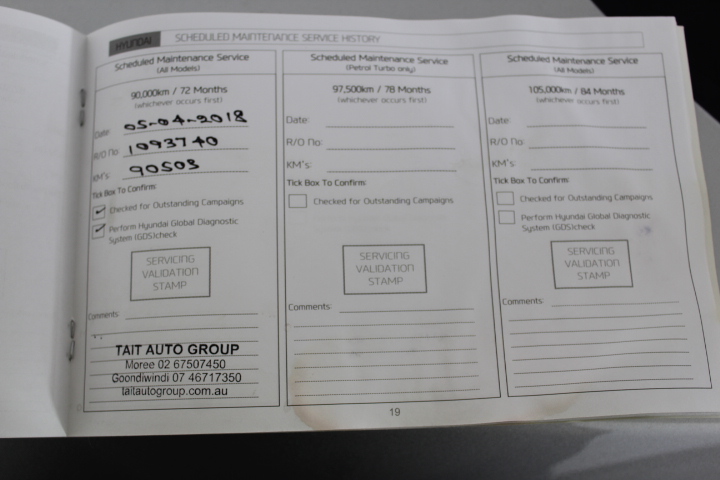 HYUNDAI SCHEDULED MAINTENANCE SERVICE HISTORY
Scheduled Maintenance Service
(All Models)
90,000km / 72 Months
(whichever occurs first)
Date: 05-04-2018
R/O No: 1093740
KM's: 90503
Tick Box To Confirm:
Checked for Outstanding Campaigns
Perform Hyundai Global Diagnostic
System (GDS)check
SERVICING
VALIDATION
STAMP
Comments:
TAIT AUTO GROUP
Moree 02 67507450
Goondiwindi 07 46717350
taitautogroup.com.au
Scheduled Maintenance Service
(Petrol Turbo only)
97,500km / 78 Months
(whichever occurs first)
Date:
R/O No:
KM's:
Tick Box To Confirm:
Checked for Outstanding Campaigns
SERVICING
VALIDATION
STAMP
Comments:
Scheduled Maintenance Service
(All Models)
105,000km / 84 Months
(whichever occurs first)
Date:
R/O No:
KM's:
Tick Box To Confirm:
Checked for Outstanding Campaigns
Perform Hyundai Global Diagnostic
System (GDS)check
SERVICING
VALIDATION
STAMP
Comments:
19